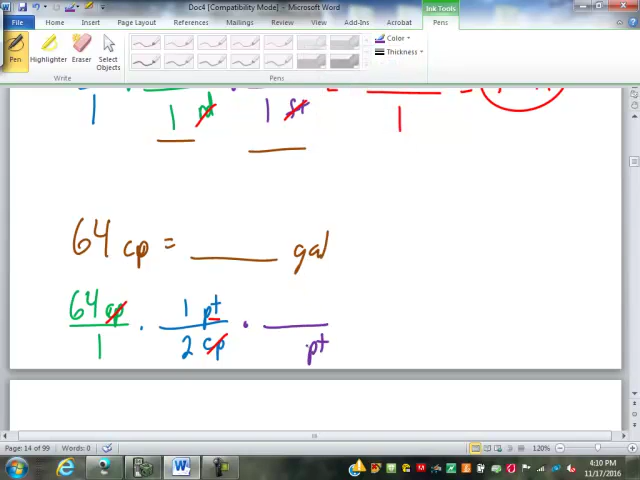 Doc4 [Compatibility Mode] - Microsoft Word
Ink Tools
File Home Insert Page Layout References Mailings Review View Add-Ins Acrobat Pens
Pen Highlighter Eraser Select Objects
Color
Thickness
Write Pens
1 1 yd 1 ft 1
64 cp = ____ gal
64 cp 1 pt
1 2 cp pt
Page: 14 of 99 Words: 0 120%
4:10 PM
11/17/2016